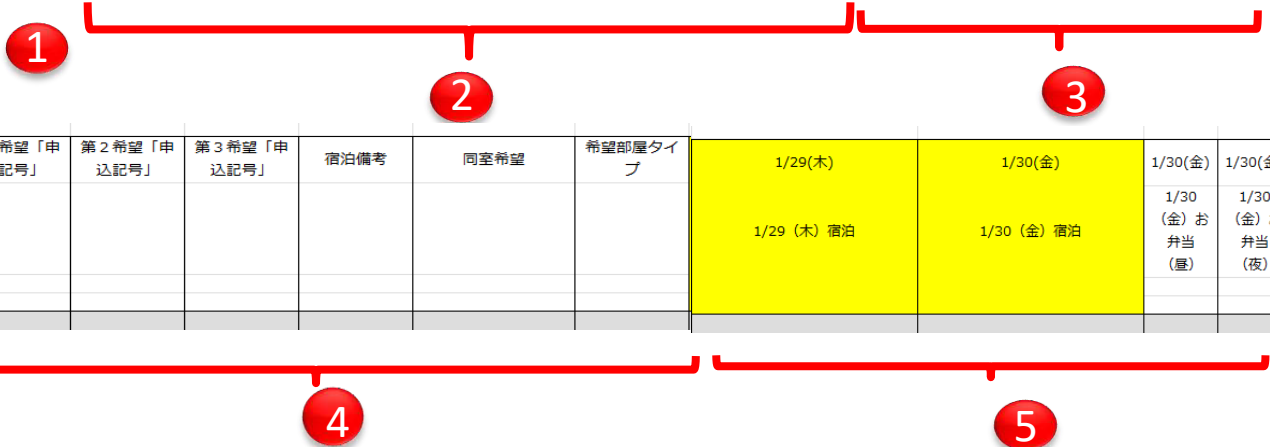 1
2
3
希望「申
記号」
第２希望「申
込記号」
第３希望「申
込記号」
宿泊備考
同室希望
希望部屋タイ
プ
1/29(木)
1/30(金)
1/30(金)
1/30(金
1/29（木）宿泊
1/30（金）宿泊
1/30
（金）お
弁当
（昼）
1/30
（金）
弁当
（夜）
4
5